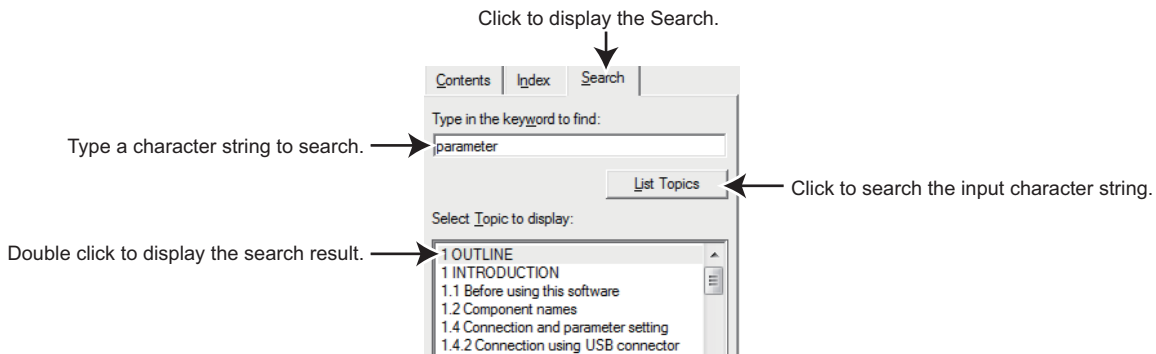 Click to display the Search.
Contents Index Search
Type in the keyword to find:
Type a character string to search.
parameter
List Topics
Click to search the input character string.
Select Topic to display:
Double click to display the search result.
1 OUTLINE
1 INTRODUCTION
1.1 Before using this software
1.2 Component names
1.4 Connection and parameter setting
1.4.2 Connection using USB connector